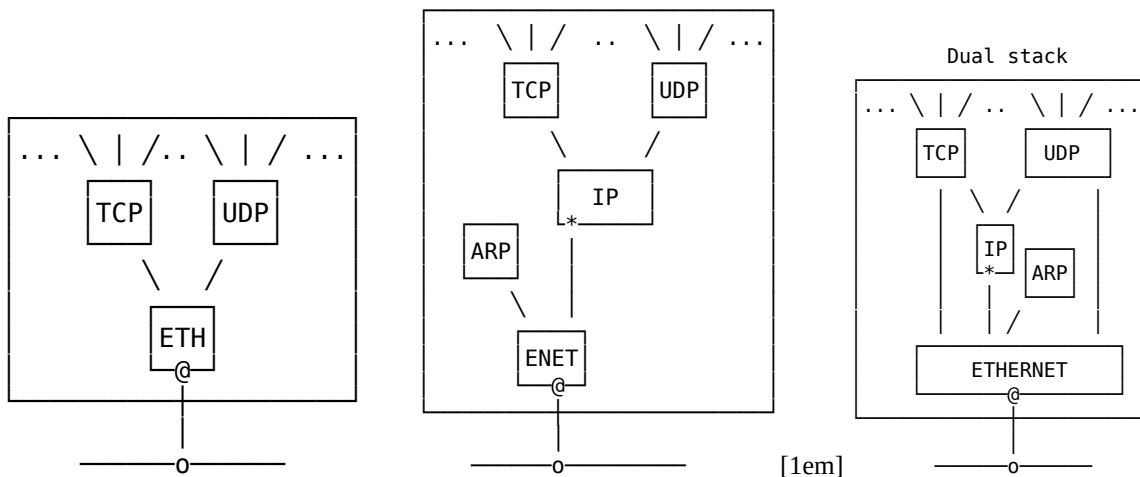 ... \ | /.. \ | / ...
TCP UDP
\ /
ETH
@
o
... \ | / .. \ | / ...
TCP UDP
\ /
IP
*
ARP
\ |
ENET
@
o
[1em]
Dual stack
... \ | / .. \ | / ...
TCP UDP
| \ / |
IP
*
ARP
| | / |
ETHERNET
@
o